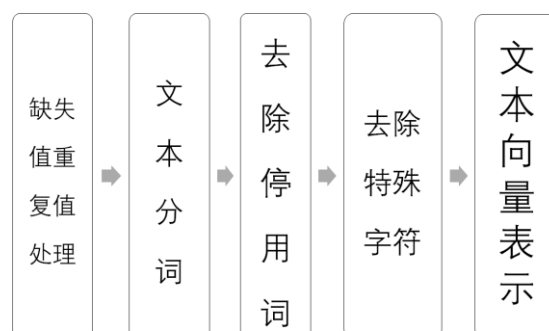 缺失
值重
复值
处理
文
本
分
词
去
除
停
用
词
去除
特殊
字符
文
本
向
量
表
示